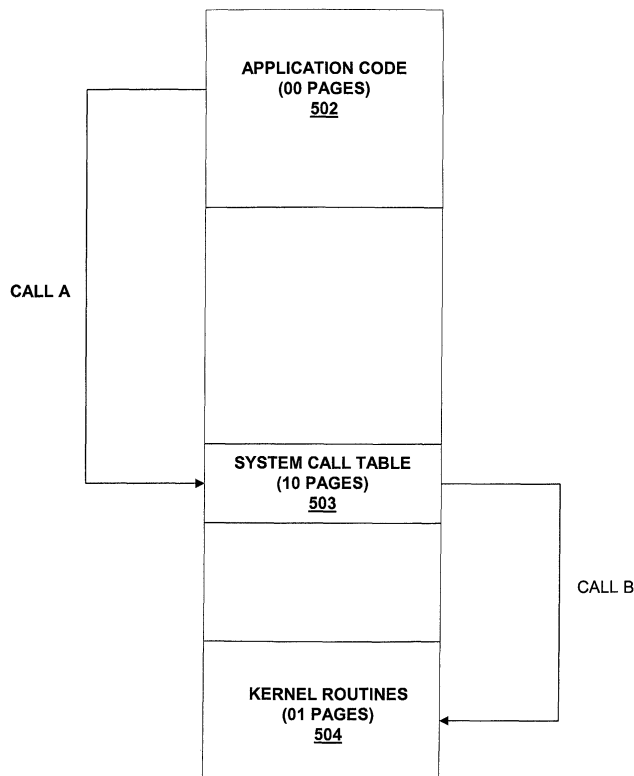 APPLICATION CODE
(00 PAGES)
502
CALL A
SYSTEM CALL TABLE
(10 PAGES)
503
CALL B
KERNEL ROUTINES
(01 PAGES)
504